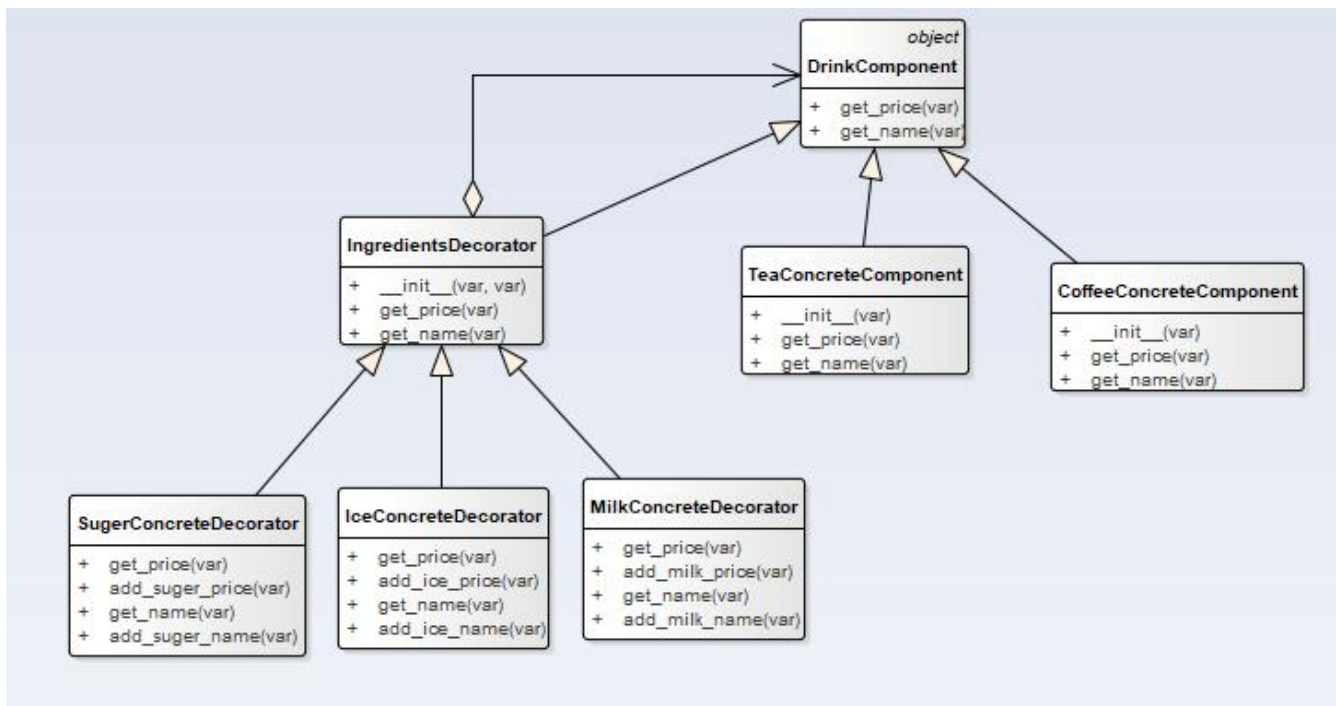 object
DrinkComponent
+ get_price(var)
+ get_name(var)
IngredientsDecorator
+ __init__(var, var)
+ get_price(var)
+ get_name(var)
TeaConcreteComponent
+ __init__(var)
+ get_price(var)
+ get_name(var)
CoffeeConcreteComponent
+ __init__(var)
+ get_price(var)
+ get_name(var)
SugerConcreteDecorator
+ get_price(var)
+ add_suger_price(var)
+ get_name(var)
+ add_suger_name(var)
IceConcreteDecorator
+ get_price(var)
+ add_ice_price(var)
+ get_name(var)
+ add_ice_name(var)
MilkConcreteDecorator
+ get_price(var)
+ add_milk_price(var)
+ get_name(var)
+ add_milk_name(var)